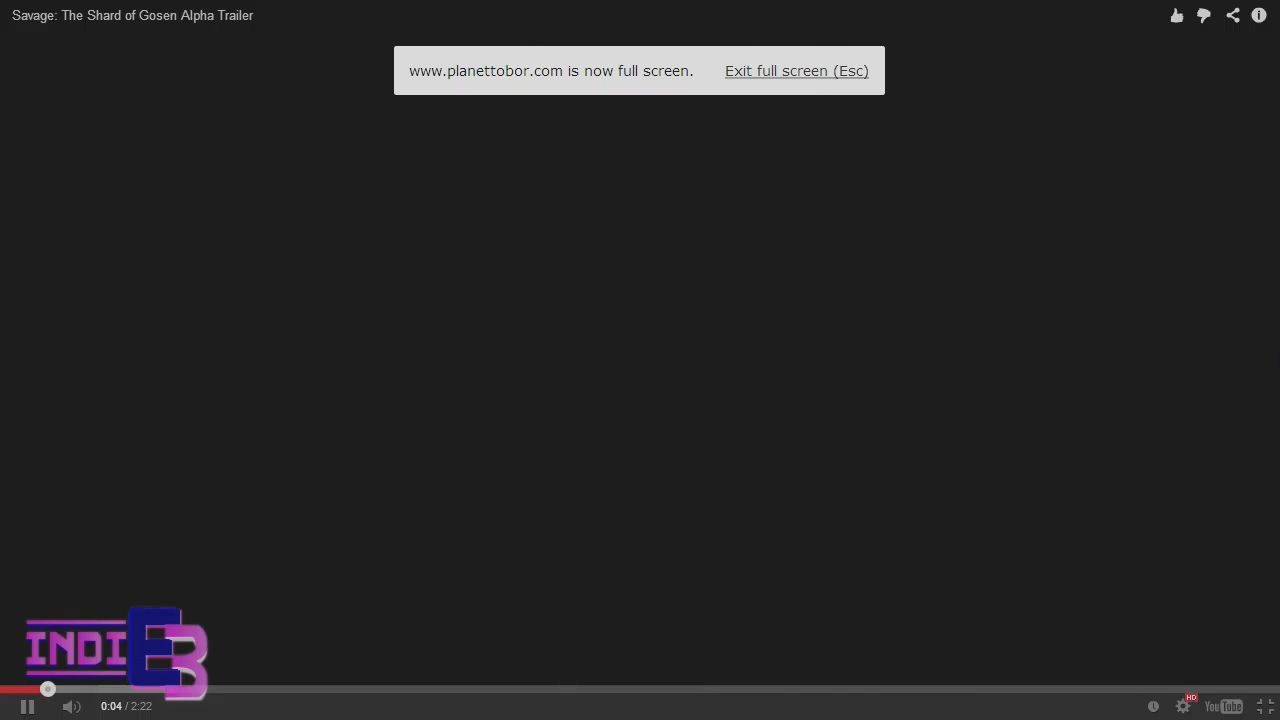 Savage: The Shard of Gosen Alpha Trailer
www.planettobor.com is now full screen. Exit full screen (Esc)
INDIE3
0:04 / 2:22
HD
YouTube